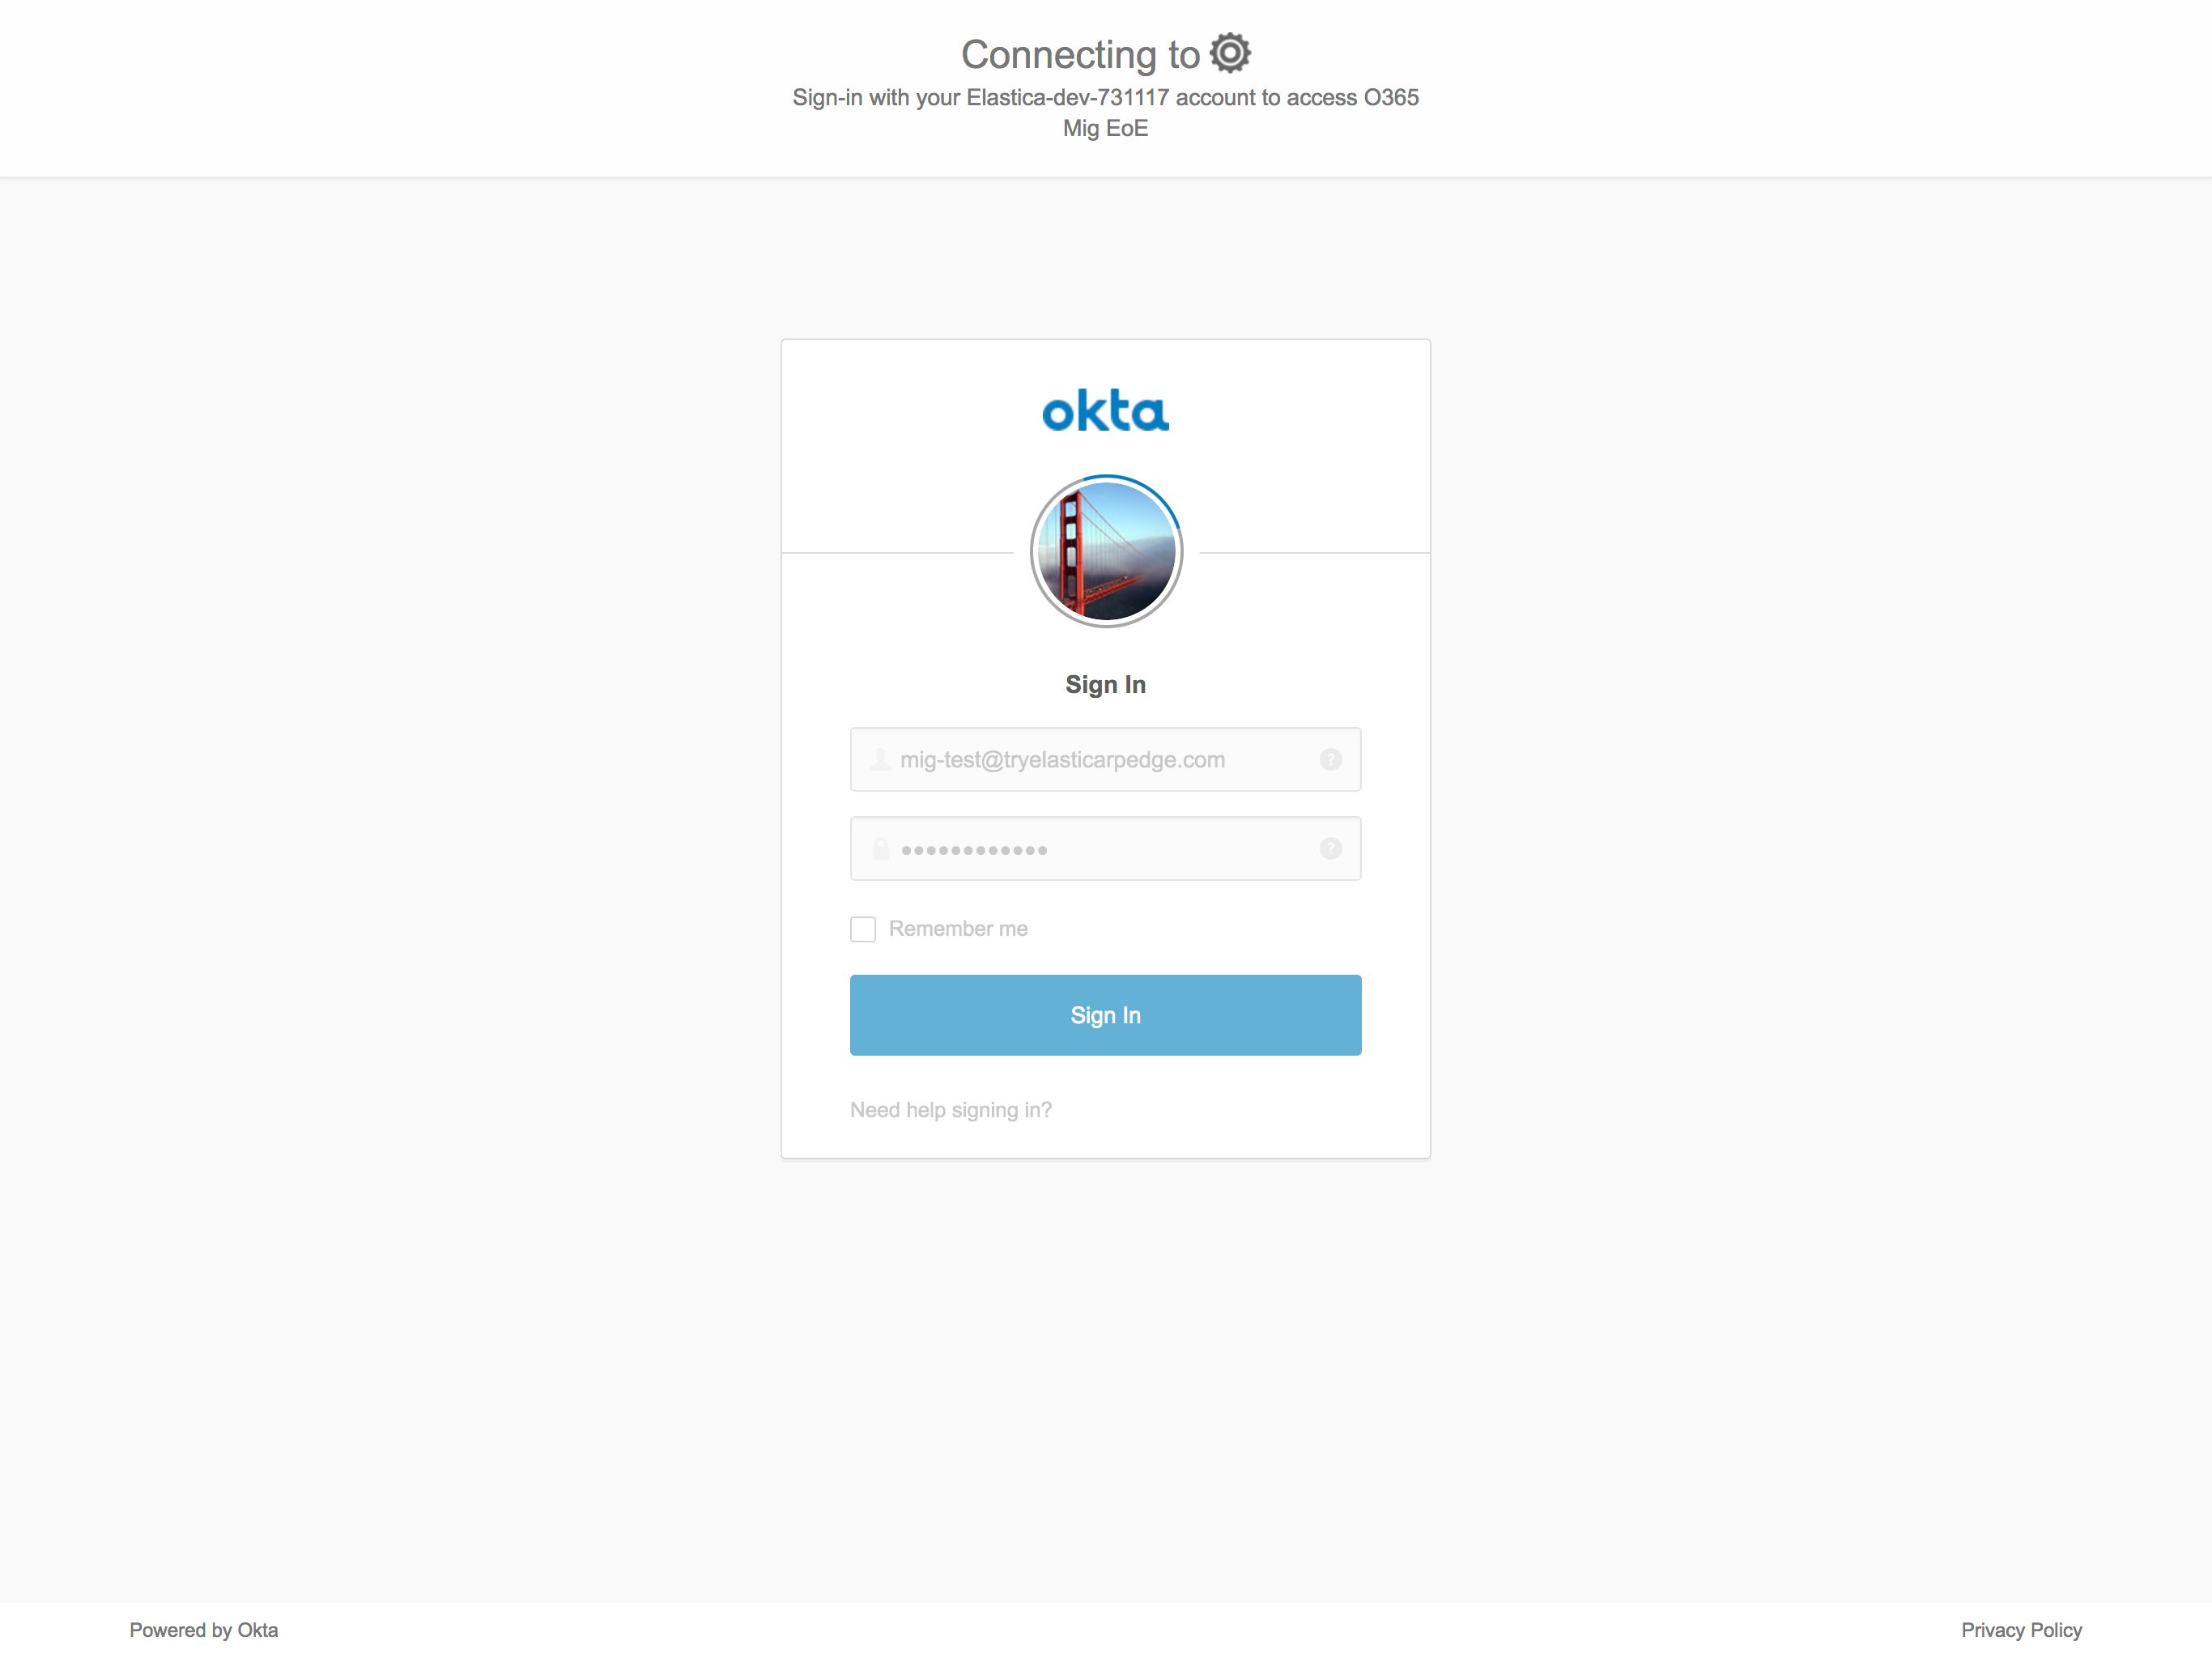 Connecting to
Sign-in with your Elastica-dev-731117 account to access O365
Mig EoE
okta
Sign In
mig-test@tryelasticarpedge.com
?
••••••••••••
?
Remember me
Sign In
Need help signing in?
Powered by Okta
Privacy Policy